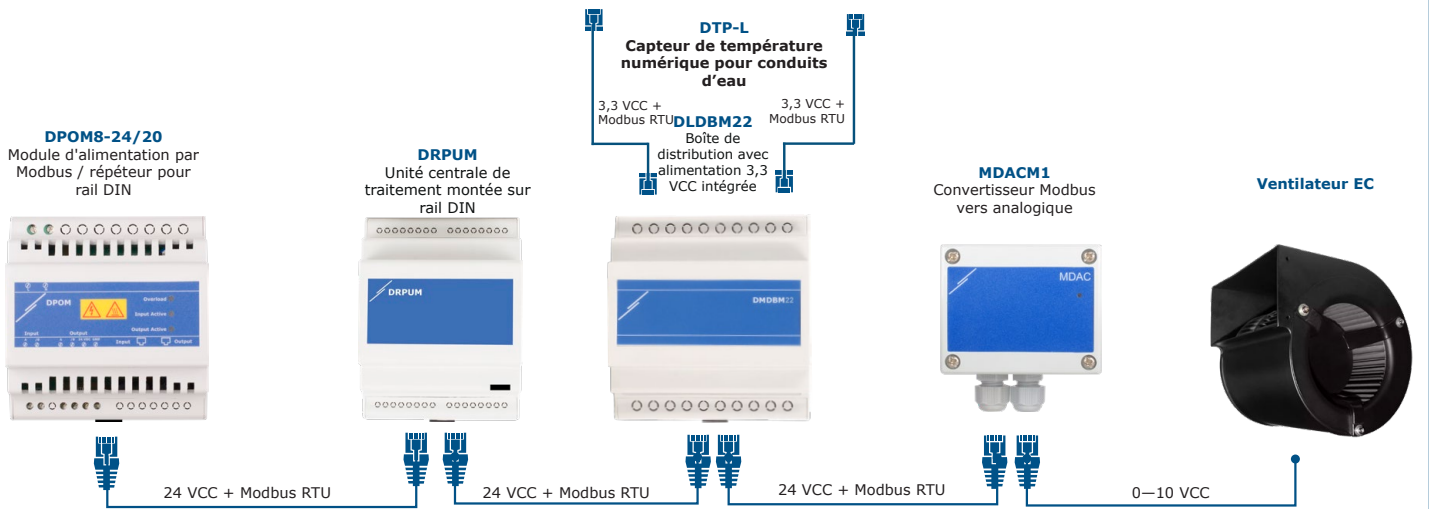 DTP-L
Capteur de température
numérique pour conduits
d’eau
3,3 VCC +
Modbus RTU
3,3 VCC +
Modbus RTU
DPOM8-24/20
Module d'alimentation par
Modbus / répéteur pour
rail DIN
DRPUM
Unité centrale de
traitement montée sur
rail DIN
DLDBM22
Boîte de
distribution avec
alimentation 3,3
VCC intégrée
MDACM1
Convertisseur Modbus
vers analogique
Ventilateur EC
DPOM
Overload
Input Active
Output Active
Input
Output
Input
Output
DRPUM
DMDBM22
MDAC
24 VCC + Modbus RTU
24 VCC + Modbus RTU
24 VCC + Modbus RTU
0—10 VCC